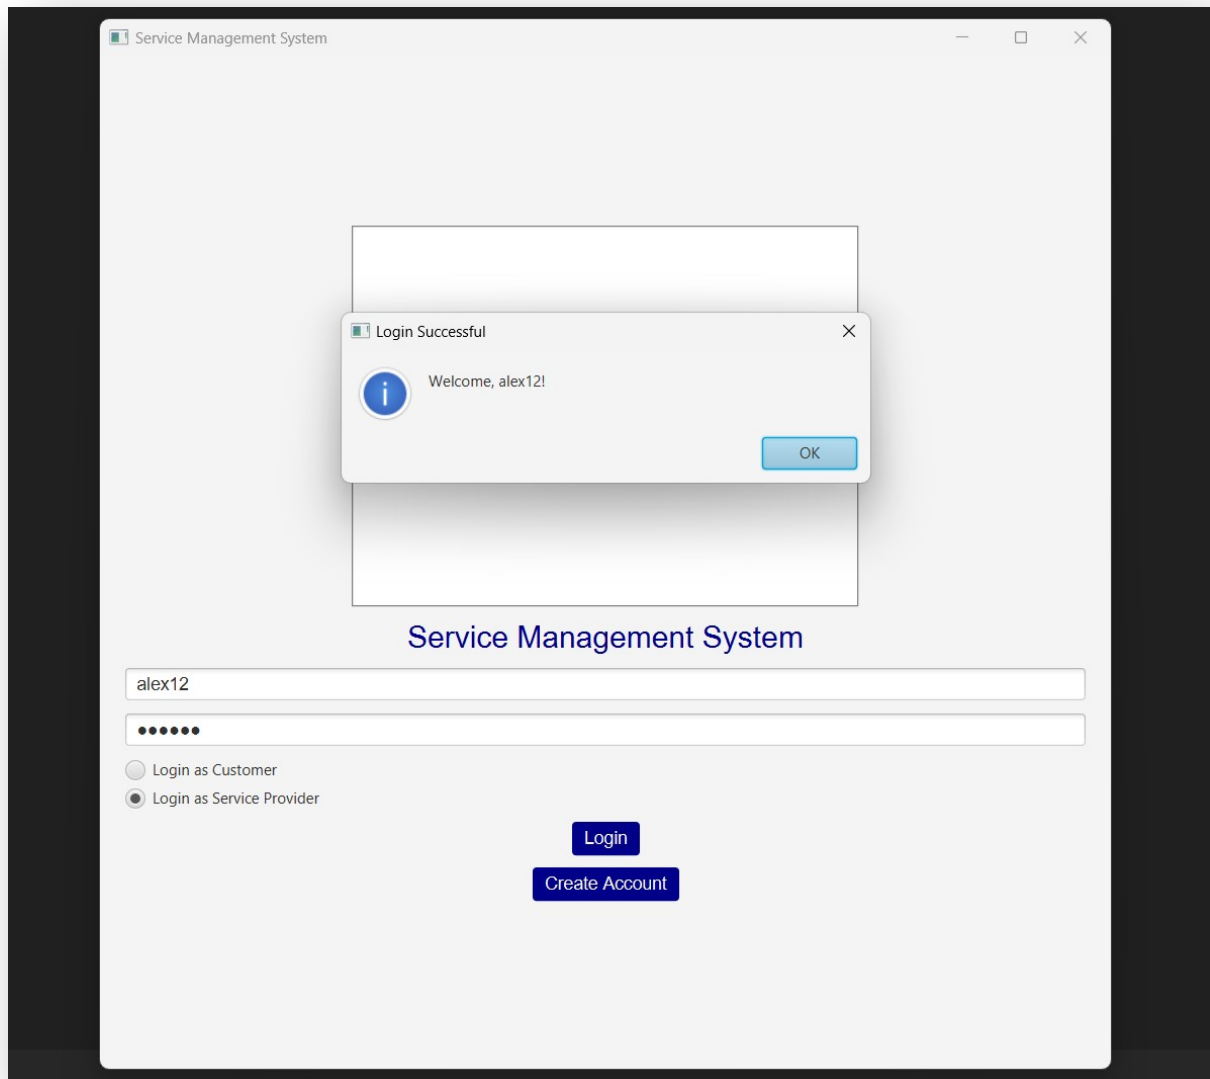 Service Management System
Login Successful
Welcome, alex12!
OK
Service Management System
alex12
●●●●●●
Login as Customer
Login as Service Provider
Login
Create Account